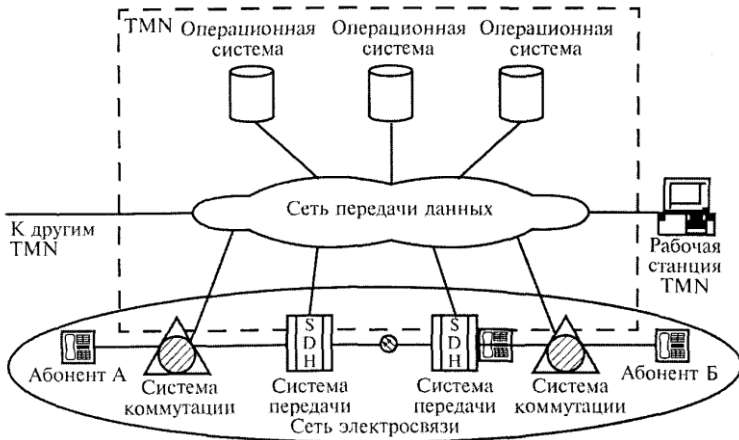 TMN
Операционная система
Операционная система
Операционная система
Сеть передачи данных
К другим
TMN
Рабочая
станция
TMN
SDH
SDH
Абонент А
Система
коммутации
Система
передачи
Система
передачи
Система
коммутации
Абонент Б
Сеть электросвязи